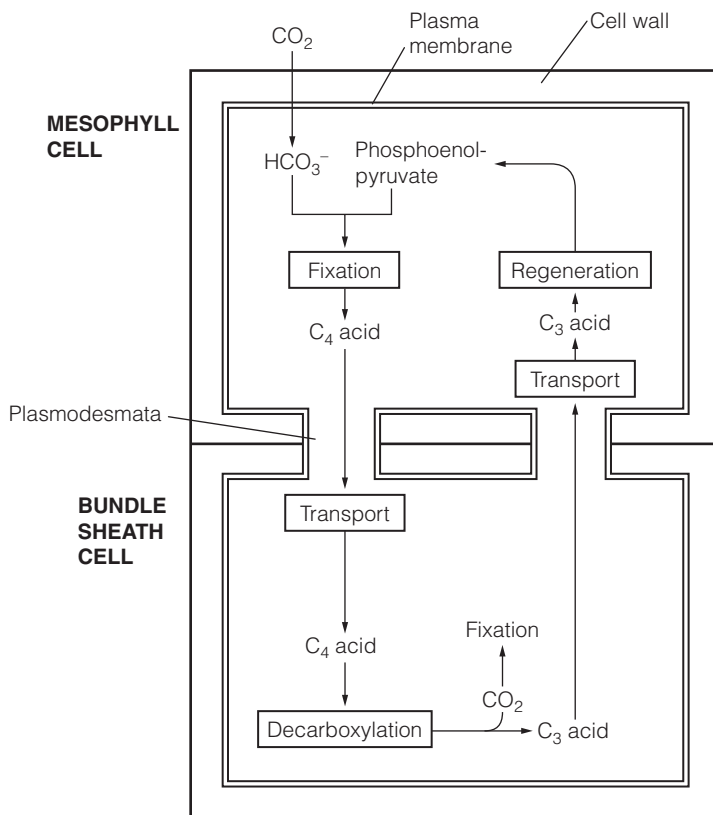 CO₂
Plasma
membrane
Cell wall
MESOPHYLL
CELL
HCO₃⁻
Phosphoenol-
pyruvate
Fixation
Regeneration
C₄ acid
C₃ acid
Transport
Plasmodesmata
BUNDLE
SHEATH
CELL
Transport
Fixation
C₄ acid
CO₂
Decarboxylation
C₃ acid